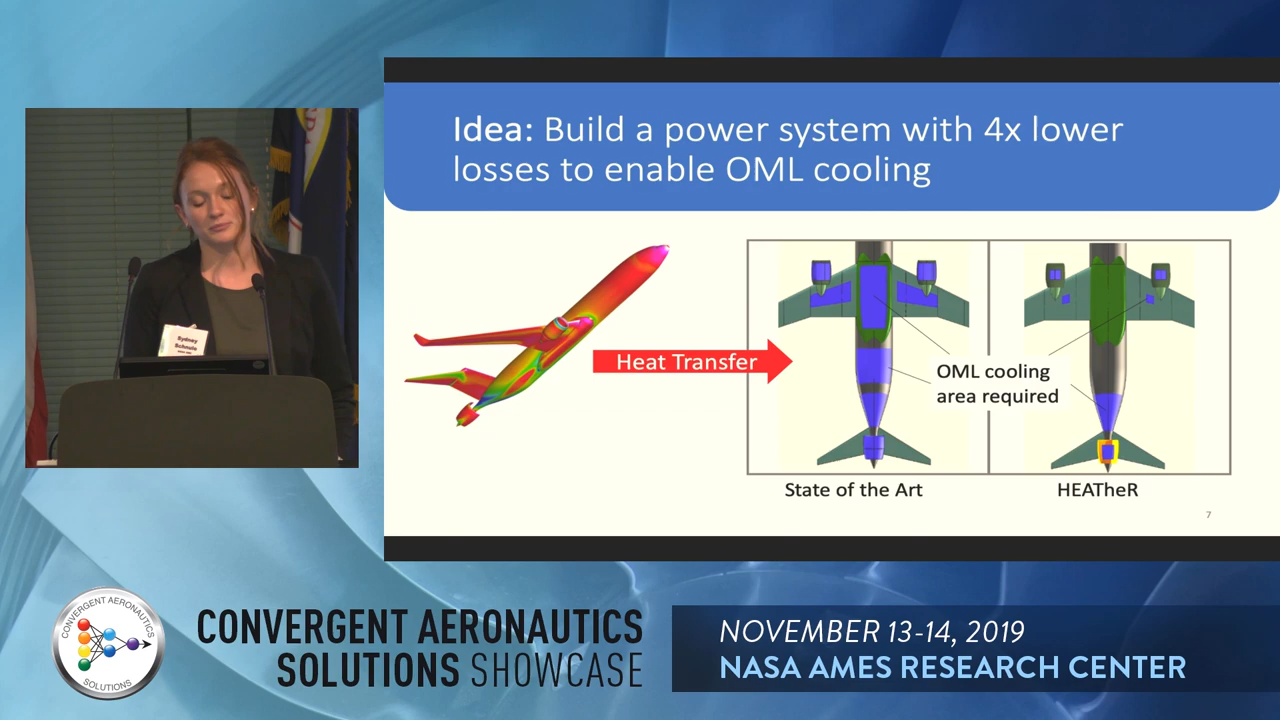 Idea: Build a power system with 4x lower
losses to enable OML cooling
Heat Transfer
OML cooling
area required
State of the Art
HEATheR
7
Sydney
CONVERGENT AERONAUTICS
SOLUTIONS
CONVERGENT AERONAUTICS
SOLUTIONS SHOWCASE
NOVEMBER 13-14, 2019
NASA AMES RESEARCH CENTER